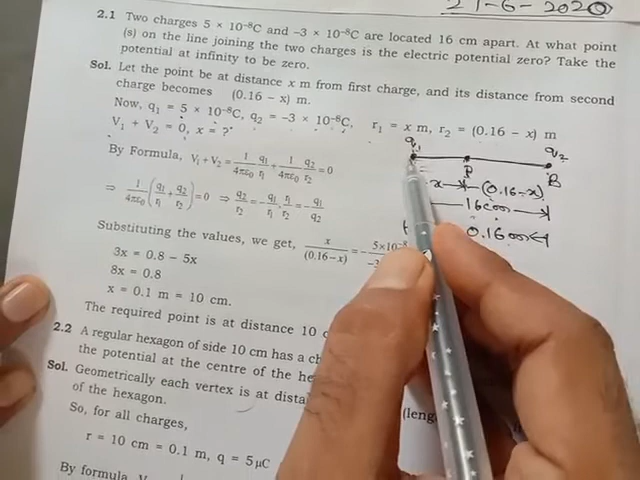 21-6-2020
2.1 Two charges 5 × 10⁻⁸C and –3 × 10⁻⁸C are located 16 cm apart. At what point
(s) on the line joining the two charges is the electric potential zero? Take the
potential at infinity to be zero.
Sol. Let the point be at distance x m from first charge, and its distance from second
charge becomes (0.16 – x) m.
Now, q₁ = 5 × 10⁻⁸C, q₂ = –3 × 10⁻⁸C, r₁ = x m, r₂ = (0.16 – x) m
V₁ + V₂ = 0, x = ?
q₁ q₂
P B
x (0.16-x)
16cm
0.16cm
By Formula, V₁+V₂ = 1/4πε₀ q₁/r₁ + 1/4πε₀ q₂/r₂ = 0
⇒ 1/4πε₀ (q₁/r₁ + q₂/r₂) = 0 ⇒ q₂/r₂ = –q₁/r₁, r₁/r₂ = –q₁/q₂
Substituting the values, we get, x/(0.16–x) = – 5×10⁻⁸
3x = 0.8 – 5x
8x = 0.8
x = 0.1 m = 10 cm.
The required point is at distance 10
2.2 A regular hexagon of side 10 cm has a
the potential at the centre of the
Sol. Geometrically each vertex is at
of the hexagon.
So, for all charges,
r = 10 cm = 0.1 m, q = 5 μC
By formula,